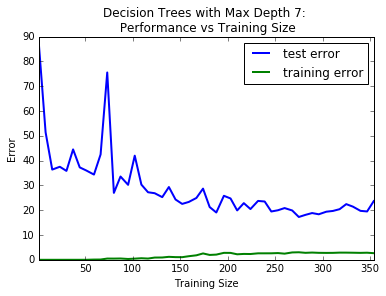 Decision Trees with Max Depth 7:
Performance vs Training Size
90
80
70
60
50
40
30
20
10
0
Error
test error
training error
50 100 150 200 250 300 350
Training Size